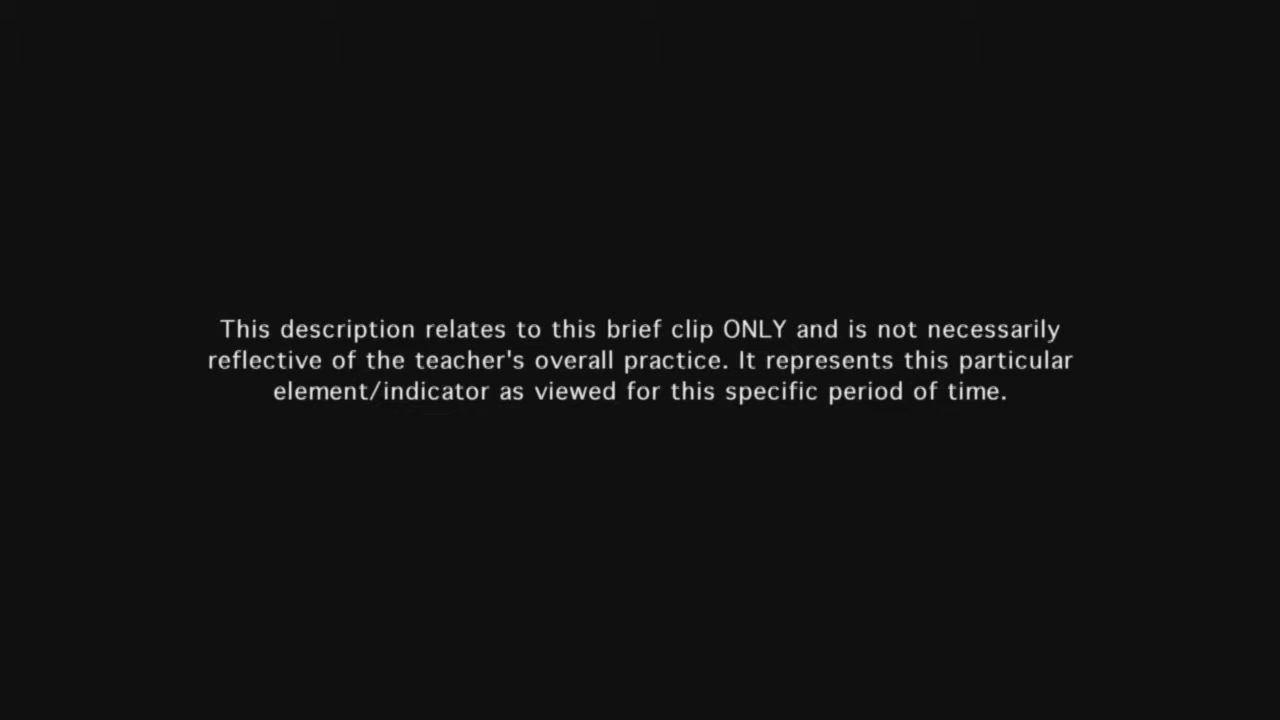 This description relates to this brief clip ONLY and is not necessarily
reflective of the teacher's overall practice. It represents this particular
element/indicator as viewed for this specific period of time.